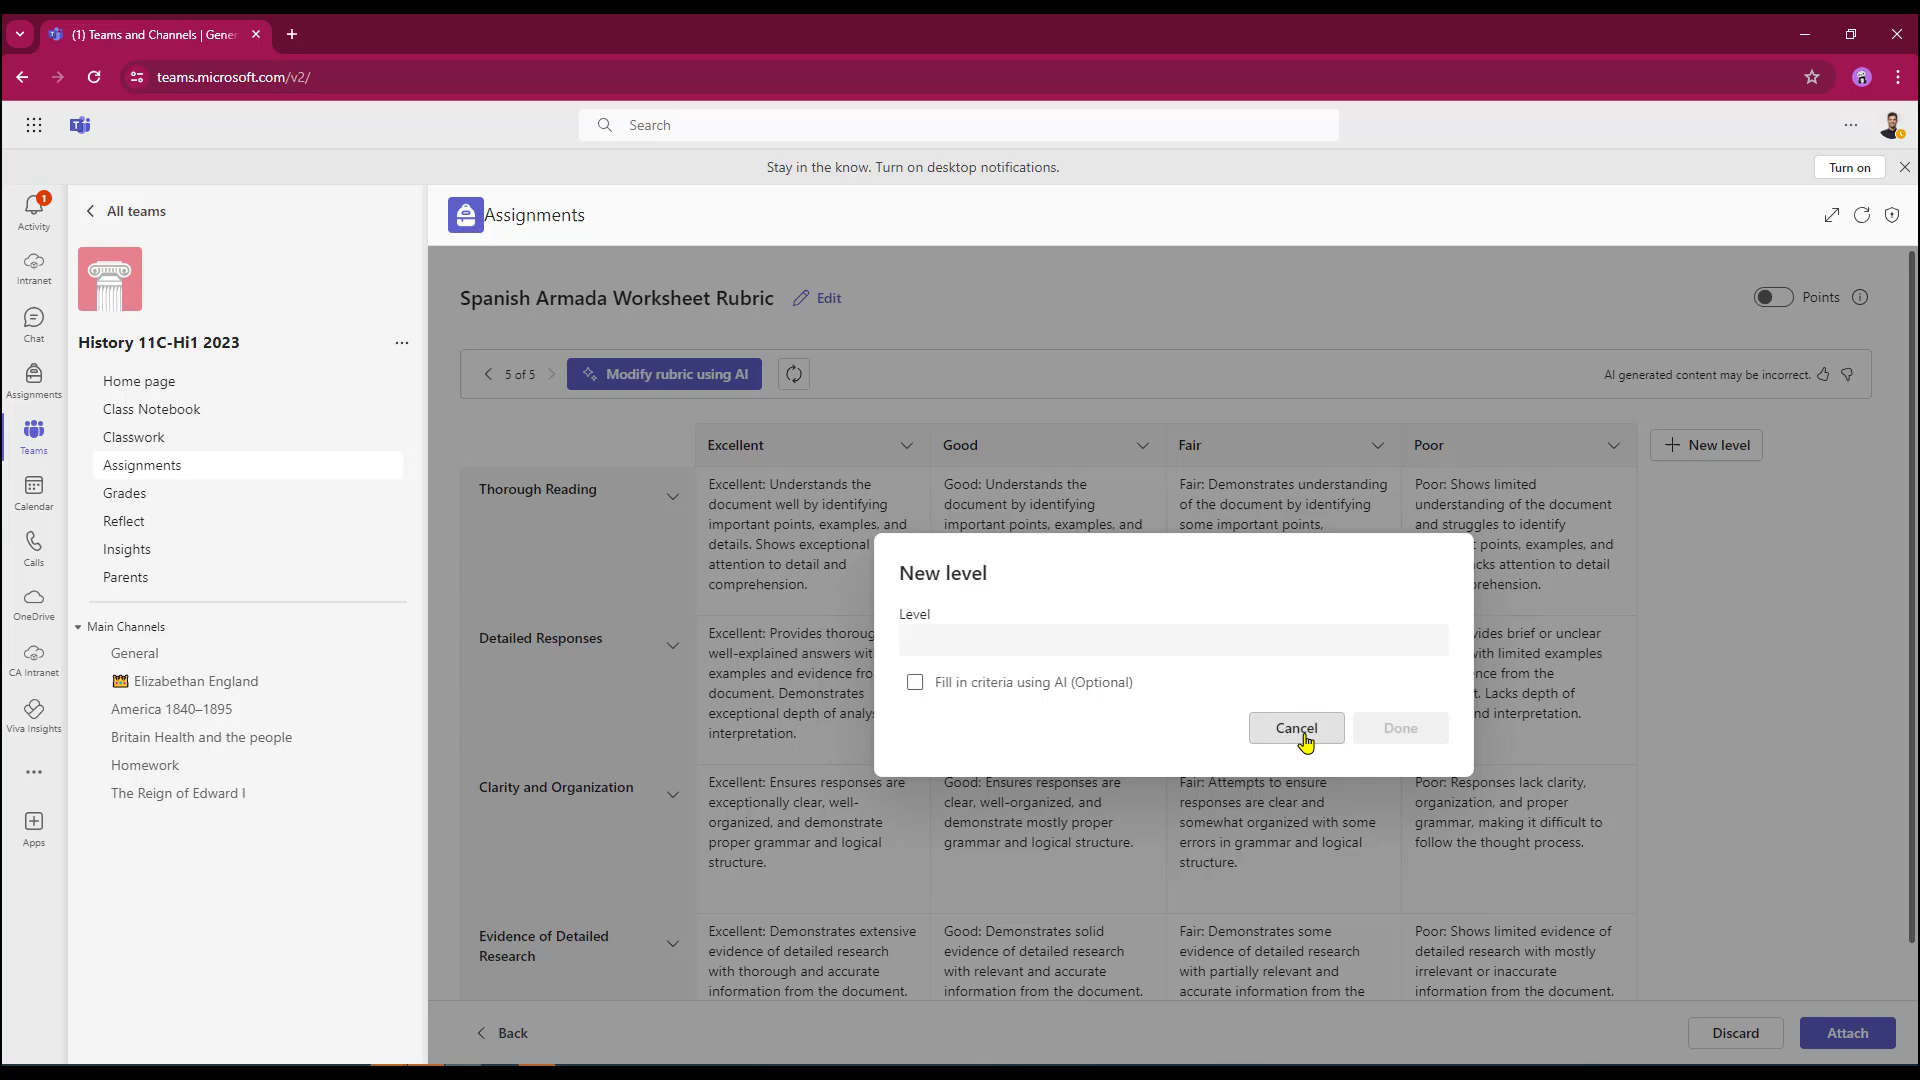 (1) Teams and Channels | Gener
teams.microsoft.com/v2/
Search
Stay in the know. Turn on desktop notifications.
Turn on
1
Activity
Intranet
Chat
Assignments
Teams
Calendar
Calls
OneDrive
CA Intranet
Viva Insights
Apps
All teams
History 11C-Hi1 2023
Home page
Class Notebook
Classwork
Assignments
Grades
Reflect
Insights
Parents
Main Channels
General
Elizabethan England
America 1840–1895
Britain Health and the people
Homework
The Reign of Edward I
Assignments
Spanish Armada Worksheet Rubric
Edit
Points
5 of 5
Modify rubric using AI
AI generated content may be incorrect.
Excellent
Good
Fair
Poor
New level
Thorough Reading
Excellent: Understands the
document well by identifying
important points, examples, and
details. Shows exceptional
attention to detail and
comprehension.
Good: Understands the
document by identifying
important points, examples, and
Fair: Demonstrates understanding
of the document by identifying
some important points,
Poor: Shows limited
understanding of the document
and struggles to identify
points, examples, and
cks attention to detail
rehension.
New level
Level
Fill in criteria using AI (Optional)
Cancel
Done
Detailed Responses
Excellent: Provides thoroug
well-explained answers wit
examples and evidence fro
document. Demonstrates
exceptional depth of analys
interpretation.
vides brief or unclear
with limited examples
ence from the
t. Lacks depth of
nd interpretation.
Clarity and Organization
Excellent: Ensures responses are
exceptionally clear, well-
organized, and demonstrate
proper grammar and logical
structure.
Good: Ensures responses are
clear, well-organized, and
demonstrate mostly proper
grammar and logical structure.
Fair: Attempts to ensure
responses are clear and
somewhat organized with some
errors in grammar and logical
structure.
Poor: Responses lack clarity,
organization, and proper
grammar, making it difficult to
follow the thought process.
Evidence of Detailed
Research
Excellent: Demonstrates extensive
evidence of detailed research
with thorough and accurate
information from the document.
Good: Demonstrates solid
evidence of detailed research
with relevant and accurate
information from the document.
Fair: Demonstrates some
evidence of detailed research
with partially relevant and
accurate information from the
Poor: Shows limited evidence of
detailed research with mostly
irrelevant or inaccurate
information from the document.
Back
Discard
Attach